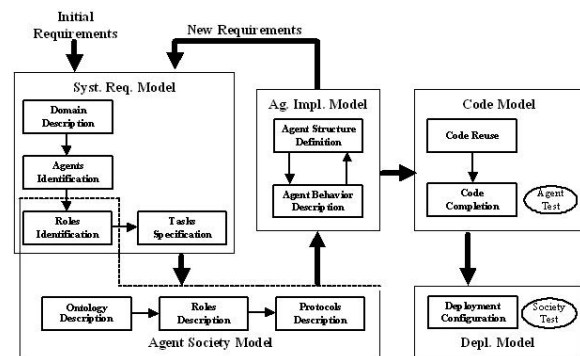 Initial
Requirements
New Requirements
Syst. Req. Model
Domain
Description
Agents
Identification
Roles
Identification
Tasks
Specification
Ag. Impl. Model
Agent Structure
Definition
Agent Behavior
Description
Code Model
Code Reuse
Code
Completion
Agent
Test
Ontology
Description
Roles
Description
Protocols
Description
Agent Society Model
Deployment
Configuration
Society
Test
Depl. Model